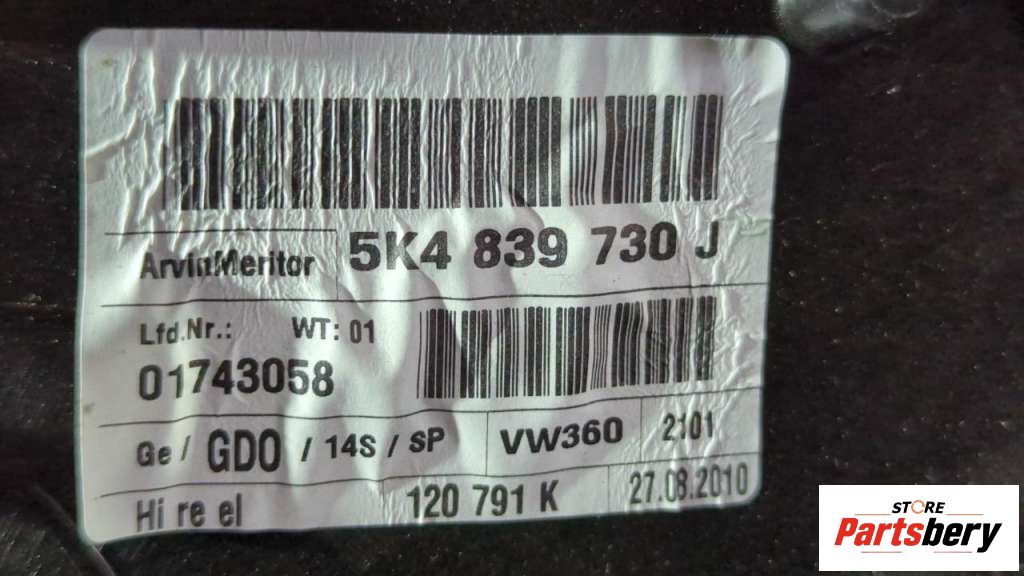 5K4 839 730 J
ArvinMeritor
Lfd.Nr.: WT: 01
01743058
Ge / GDO / 14S / SP VW360 2101
Hi re el 120 791 K 27.08.2010
STORE
Partsbery